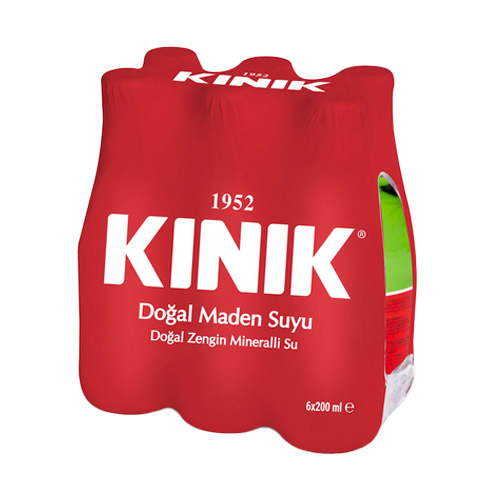 1952
KINIK
1952
KINIK®
Doğal Maden Suyu
Doğal Zengin Mineralli Su
6x200 ml ℮